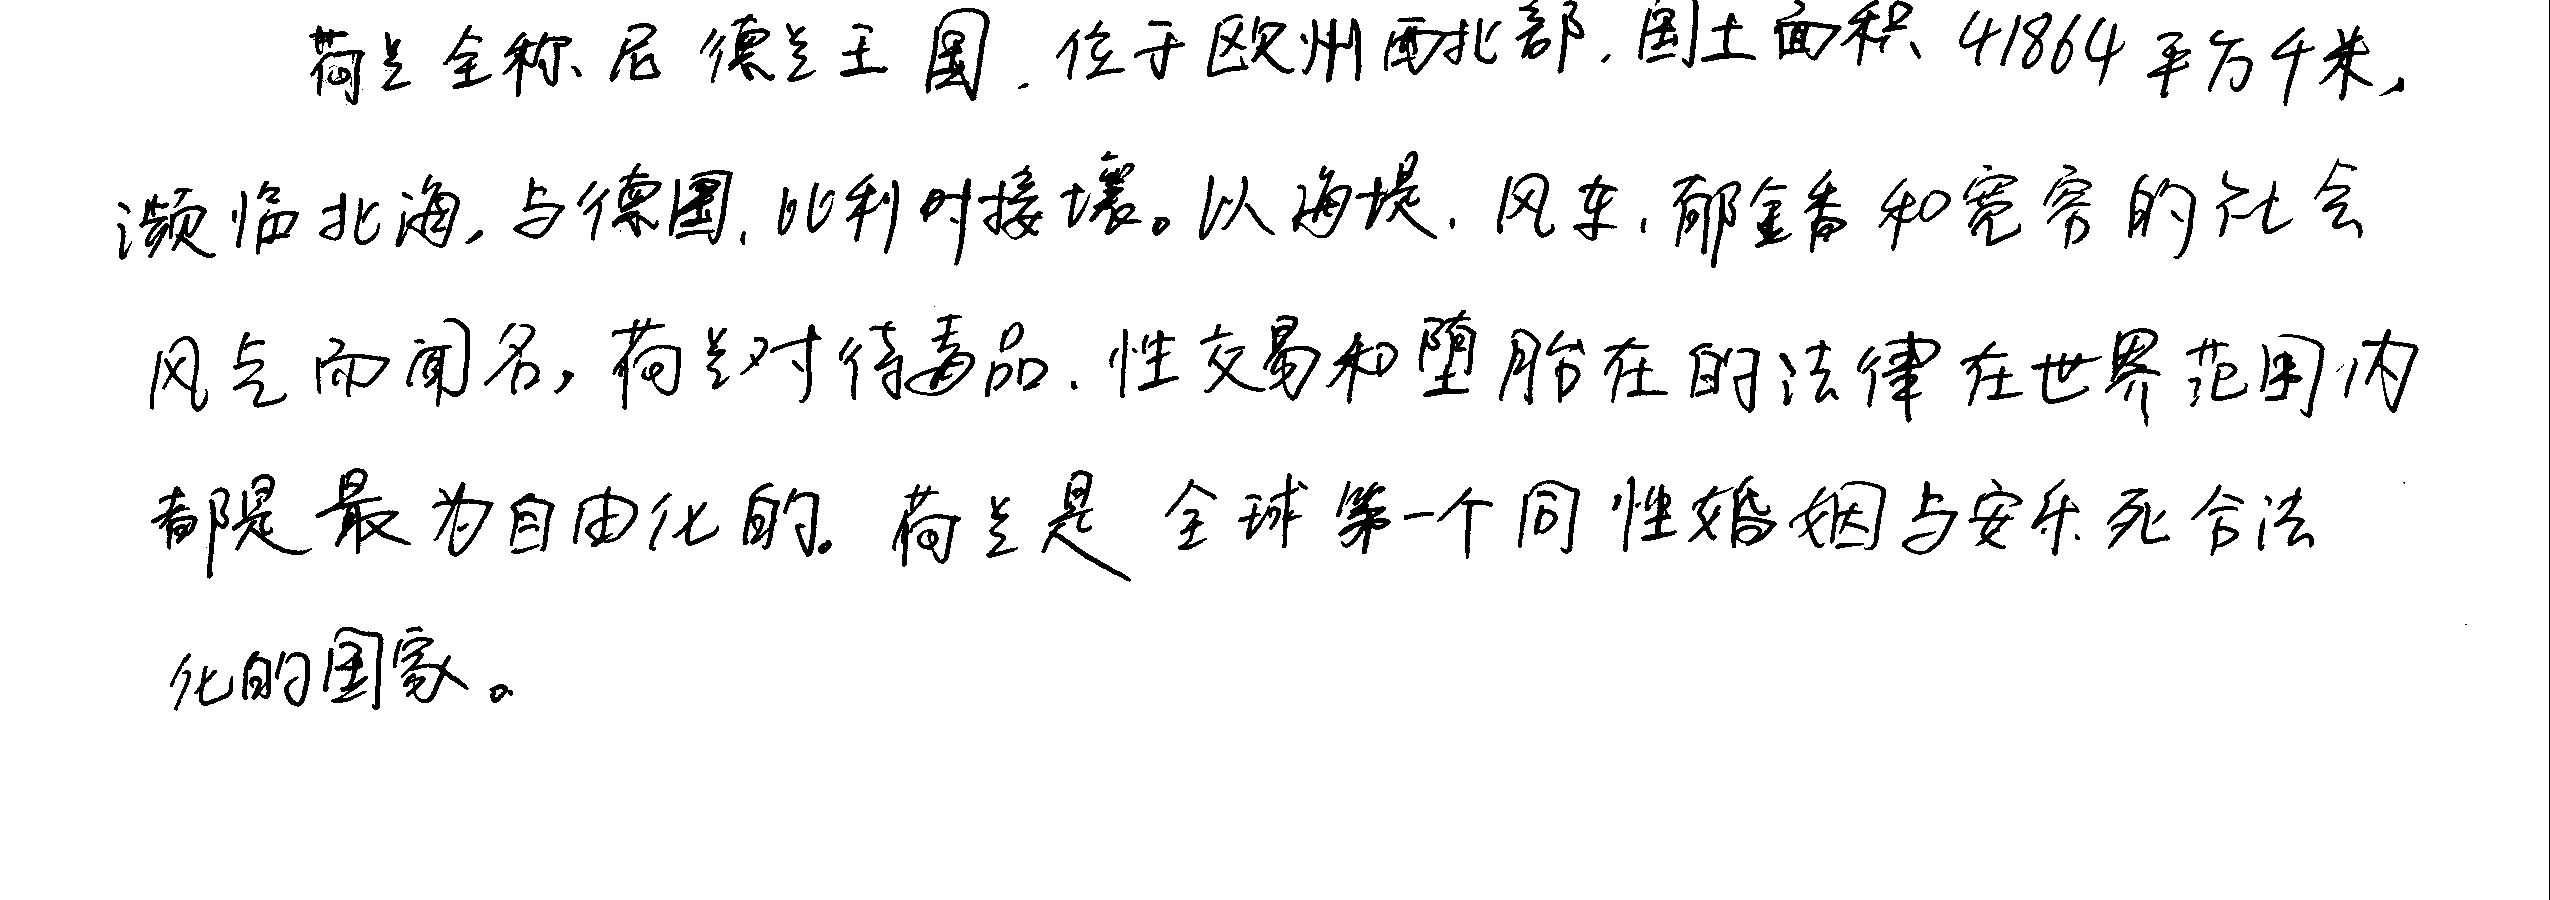 荷兰全称尼德兰王国，位于欧州西北部，国土面积41864平方千米，
濒临北海，与德国、比利时接壤。以海堤、风车、郁金香和宽容的社会
风气而闻名，荷兰对待毒品、性交易和堕胎在的法律在世界范围内
都是最为自由化的。荷兰是全球第一个同性婚姻与安乐死合法
化的国家。